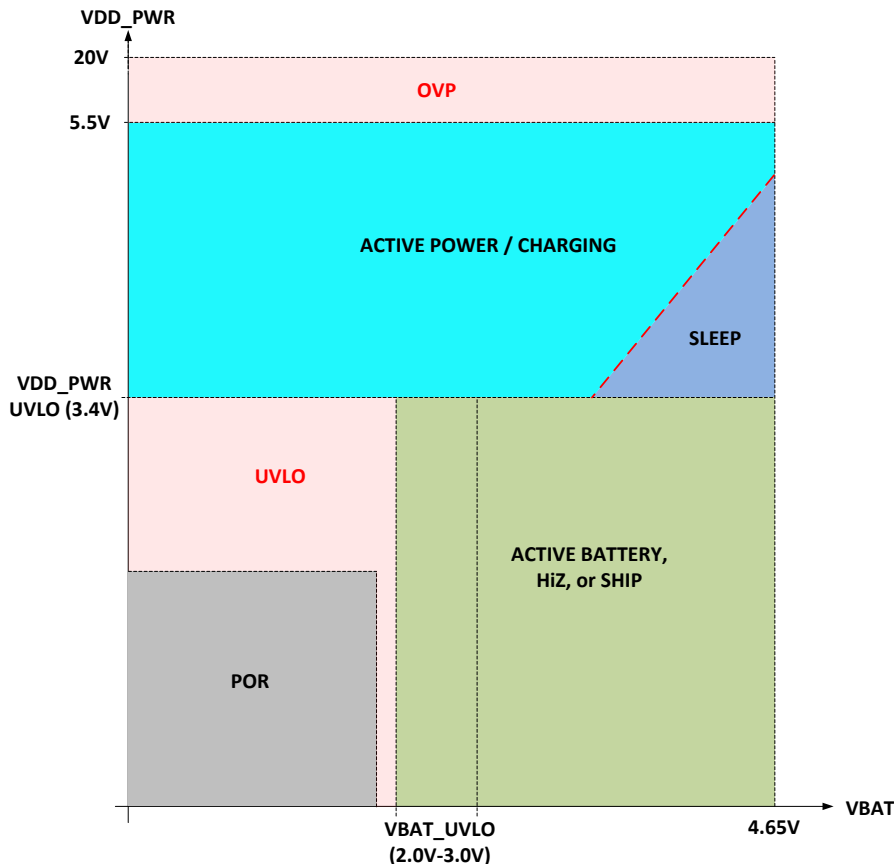 VDD_PWR
20V
OVP
5.5V
ACTIVE POWER / CHARGING
SLEEP
VDD_PWR
UVLO (3.4V)
UVLO
ACTIVE BATTERY,
HiZ, or SHIP
POR
VBAT
VBAT_UVLO
(2.0V-3.0V)
4.65V